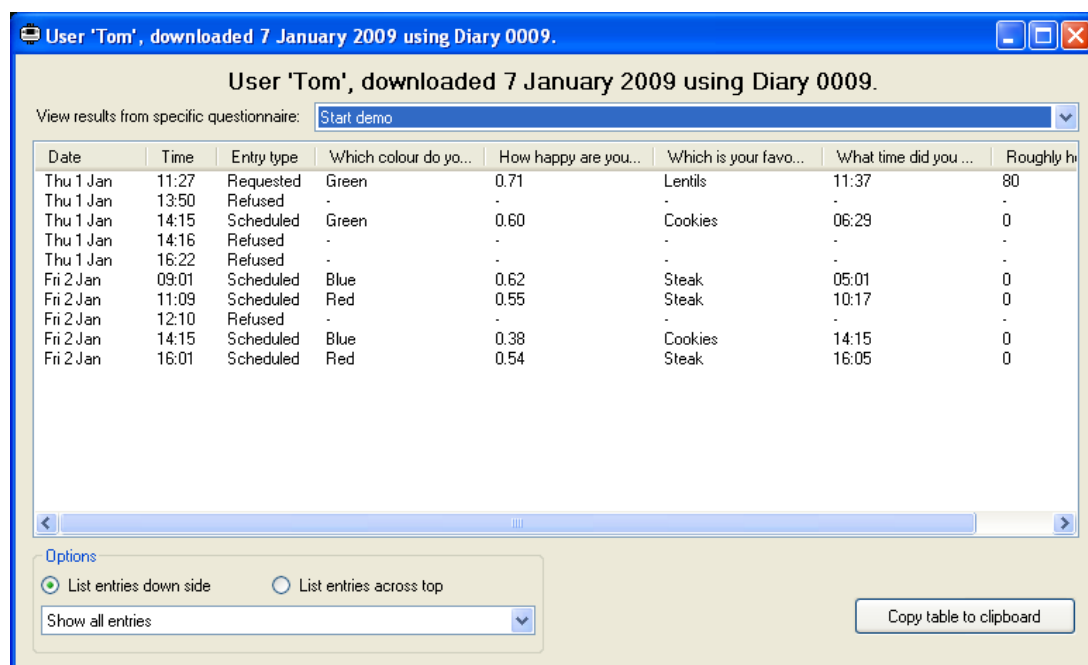 User 'Tom', downloaded 7 January 2009 using Diary 0009.
User 'Tom', downloaded 7 January 2009 using Diary 0009.
View results from specific questionnaire: Start demo
Date Time Entry type Which colour do yo... How happy are you... Which is your favo... What time did you ... Roughly h
Thu 1 Jan 11:27 Requested Green 0.71 Lentils 11:37 80
Thu 1 Jan 13:50 Refused - - - - -
Thu 1 Jan 14:15 Scheduled Green 0.60 Cookies 06:29 0
Thu 1 Jan 14:16 Refused - - - - -
Thu 1 Jan 16:22 Refused - - - - -
Fri 2 Jan 09:01 Scheduled Blue 0.62 Steak 05:01 0
Fri 2 Jan 11:09 Scheduled Red 0.55 Steak 10:17 0
Fri 2 Jan 12:10 Refused - - - - -
Fri 2 Jan 14:15 Scheduled Blue 0.38 Cookies 14:15 0
Fri 2 Jan 16:01 Scheduled Red 0.54 Steak 16:05 0
Options
List entries down side List entries across top
Show all entries
Copy table to clipboard